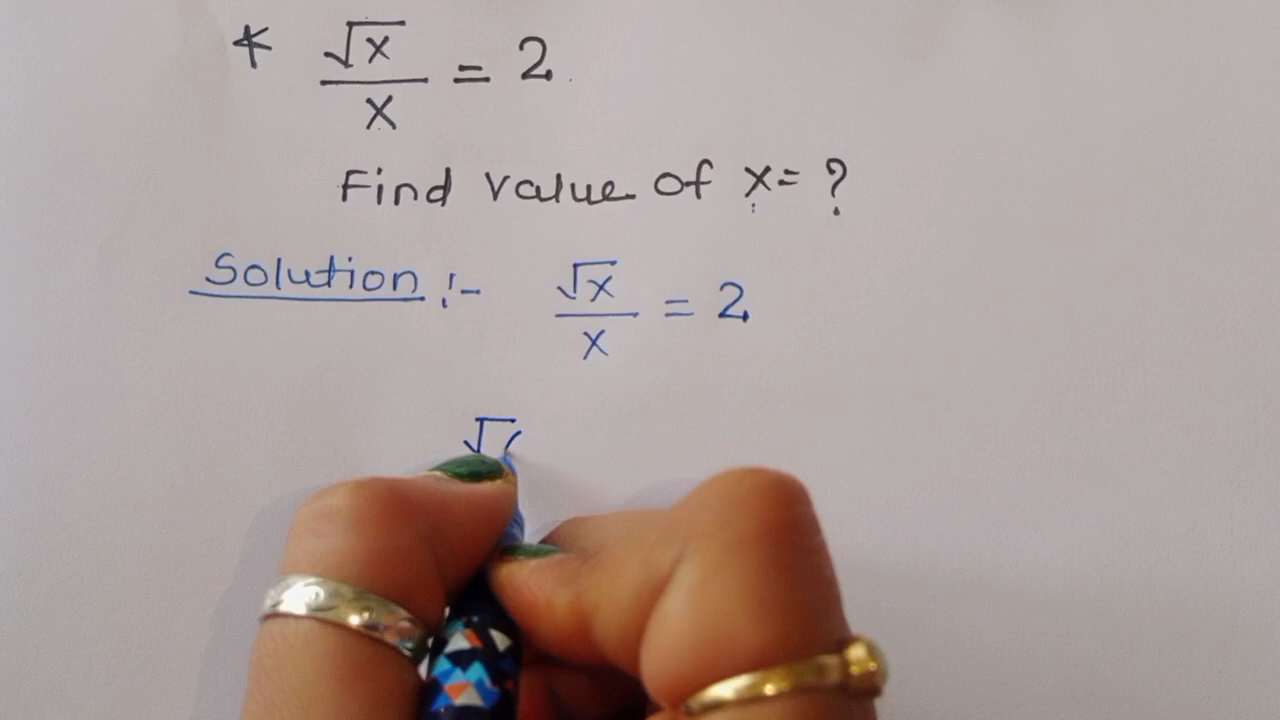 * √x/x = 2
Find value of x = ?
Solution :- √x/x = 2
√